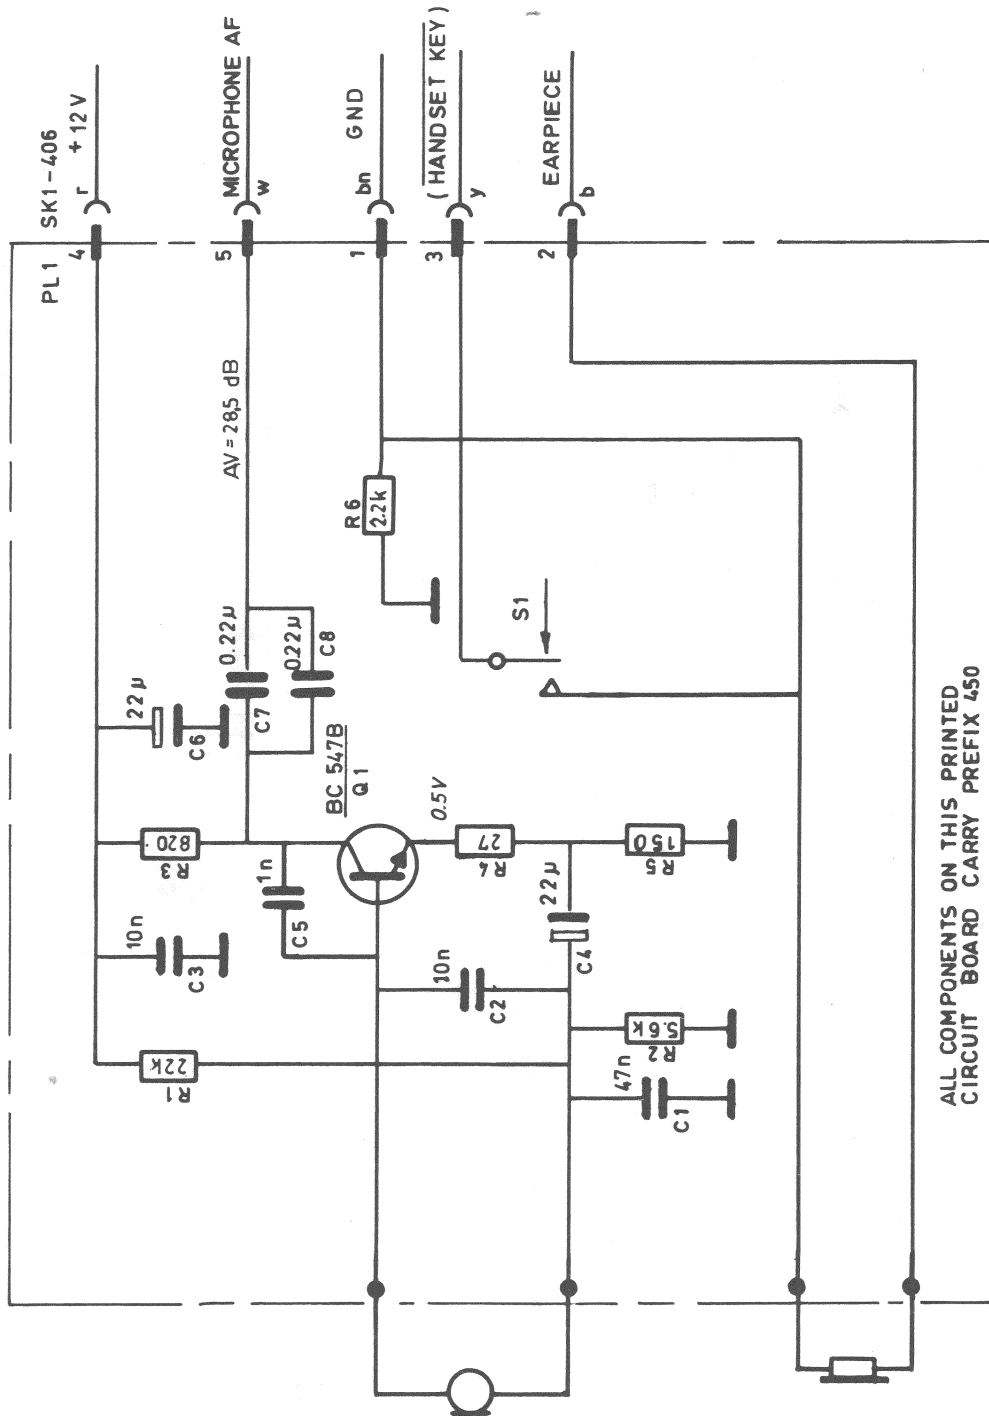 PL1 SK1-406
4 r +12V
5 w MICROPHONE AF
1 bn GND
3 y (HANDSET KEY)
2 b EARPIECE
AV = 28,5 dB
R6
2.2k
S1
22µ
C6
0.22µ
C7
0.22µ
C8
BC 547B
Q1
0.5V
820
R3
10n
C3
1n
C5
22k
R1
10n
C2
27
R4
22µ
C4
150
R5
5.6k
R2
47n
C1
ALL COMPONENTS ON THIS PRINTED
CIRCUIT BOARD CARRY PREFIX 450